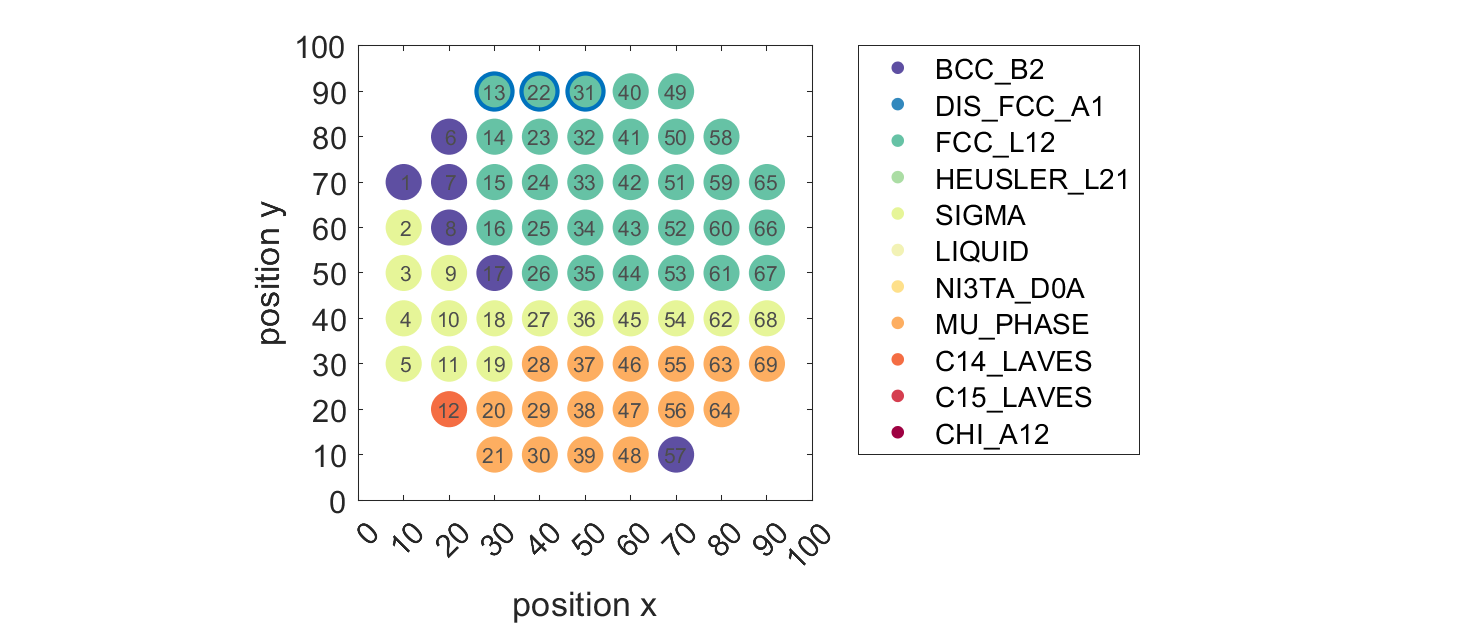 100
90 13 22 31 40 49
80 6 14 23 32 41 50 58
70 1 7 15 24 33 42 51 59 65
60 2 8 16 25 34 43 52 60 66
50 3 9 17 26 35 44 53 61 67
40 4 10 18 27 36 45 54 62 68
30 5 11 19 28 37 46 55 63 69
20 12 20 29 38 47 56 64
10 21 30 39 48 57
0
0 10 20 30 40 50 60 70 80 90 100
position x
position y
BCC_B2
DIS_FCC_A1
FCC_L12
HEUSLER_L21
SIGMA
LIQUID
NI3TA_D0A
MU_PHASE
C14_LAVES
C15_LAVES
CHI_A12